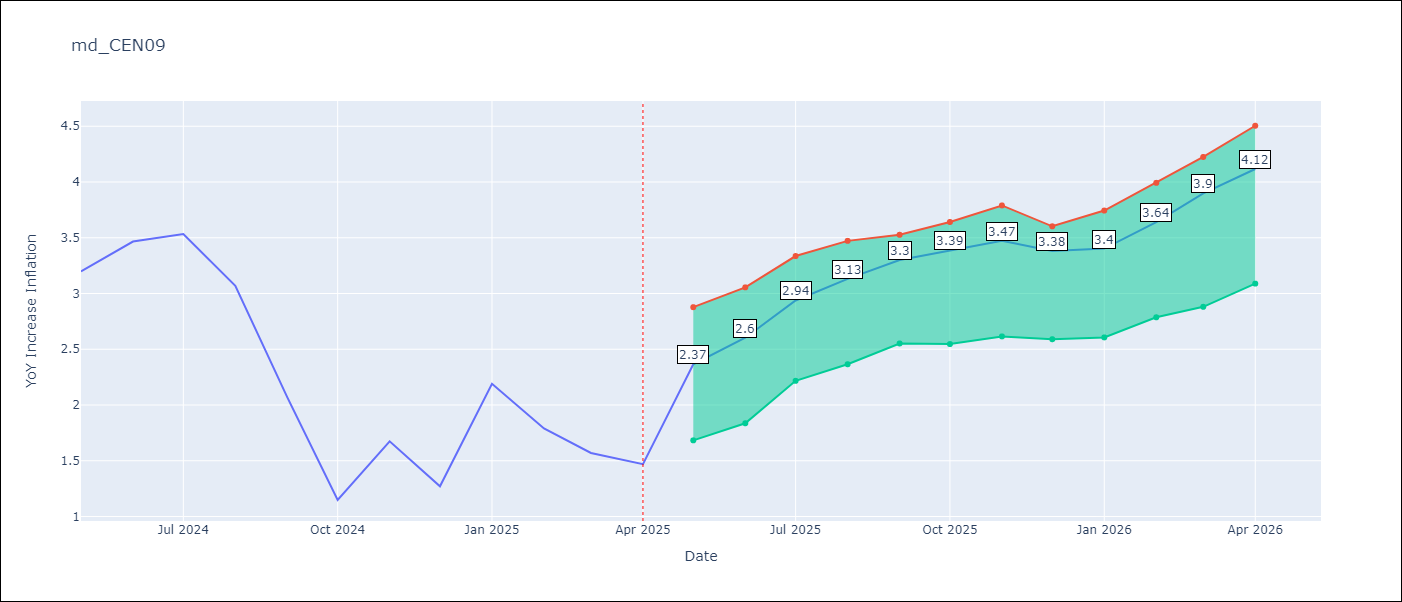 md_CEN09
4.5
4
3.5
3
2.5
2
1.5
1
YoY Increase Inflation
2.37
2.6
2.94
3.13
3.3
3.39
3.47
3.38
3.4
3.64
3.9
4.12
Jul 2024
Oct 2024
Jan 2025
Apr 2025
Jul 2025
Oct 2025
Jan 2026
Apr 2026
Date